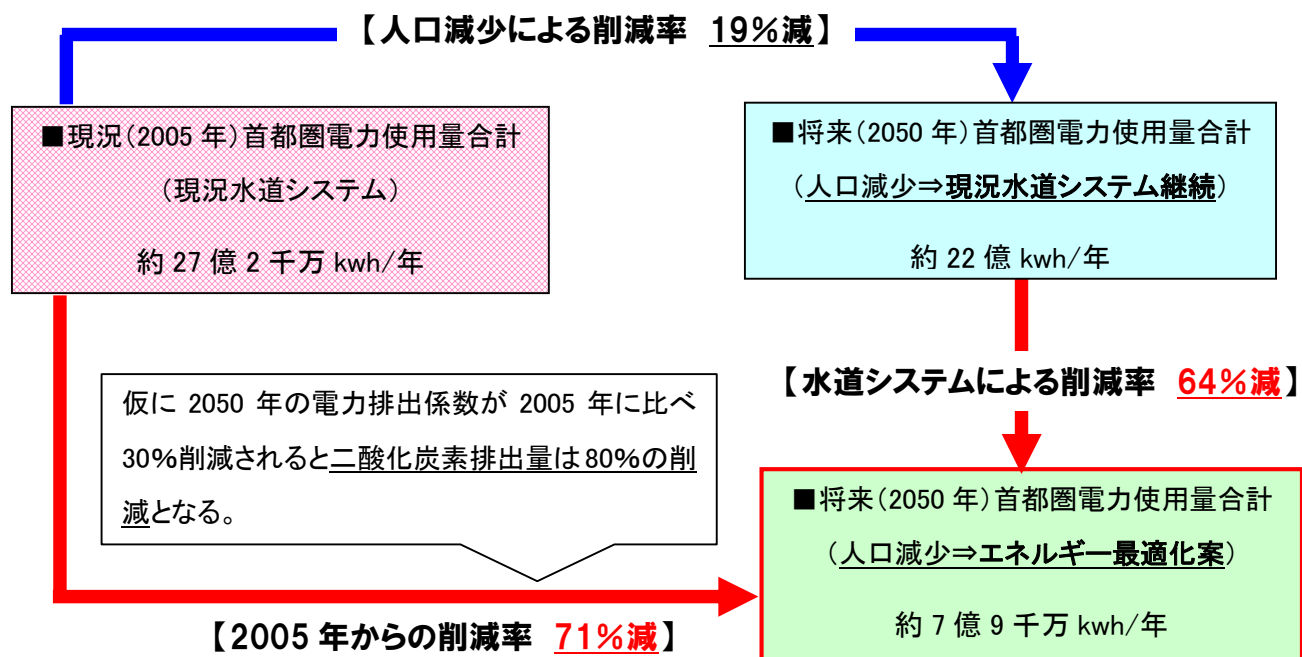 【人口減少による削減率 19%減】
■現況(2005 年)首都圏電力使用量合計
(現況水道システム)
約 27 億 2 千万 kwh/年
■将来(2050 年)首都圏電力使用量合計
(人口減少⇒現況水道システム継続)
約 22 億 kwh/年
【水道システムによる削減率 64%減】
仮に 2050 年の電力排出係数が 2005 年に比べ
30%削減されると二酸化炭素排出量は 80%の削
減となる。
■将来(2050 年)首都圏電力使用量合計
(人口減少⇒エネルギー最適化案)
約 7 億 9 千万 kwh/年
【2005 年からの削減率 71%減】